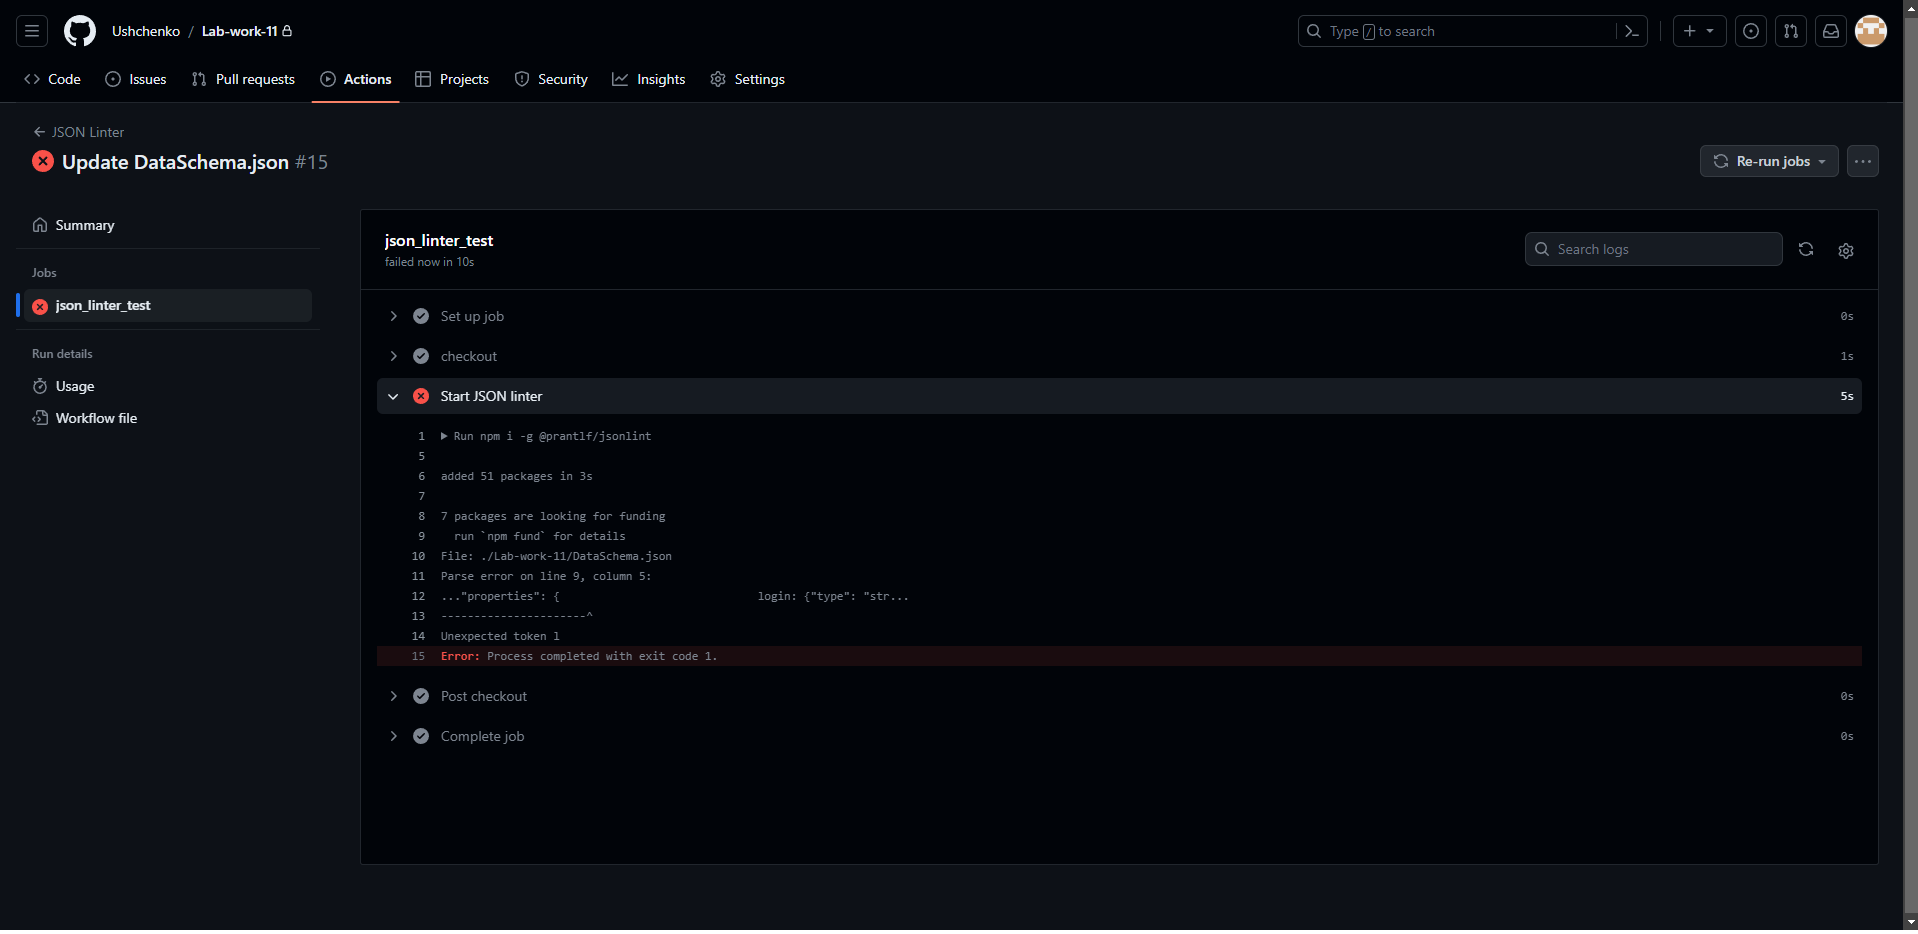 Ushchenko / Lab-work-11
Type / to search
Code
Issues
Pull requests
Actions
Projects
Security
Insights
Settings
JSON Linter
Update DataSchema.json #15
Re-run jobs
Summary
Jobs
json_linter_test
Run details
Usage
Workflow file
json_linter_test
failed now in 10s
Search logs
Set up job 0s
checkout 1s
Start JSON linter 5s
1 Run npm i -g @prantlf/jsonlint
5
6 added 51 packages in 3s
7
8 7 packages are looking for funding
9 run `npm fund` for details
10 File: ./Lab-work-11/DataSchema.json
11 Parse error on line 9, column 5:
12 ..."properties": {                              login: {"type": "str...
13 ----------------------^
14 Unexpected token l
15 Error: Process completed with exit code 1.
Post checkout 0s
Complete job 0s